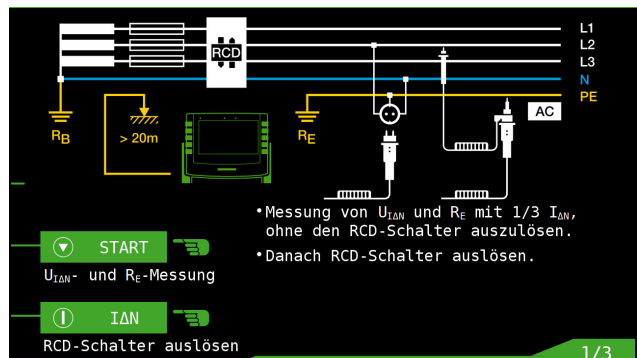 L1
L2
L3
N
PE
RCD
AC
RB
> 20m
RE
•Messung von UIΔN und RE mit 1/3 IΔN,
ohne den RCD-Schalter auszulösen.
•Danach RCD-Schalter auslösen.
START
UIΔN- und RE-Messung
IΔN
RCD-Schalter auslösen
1/3